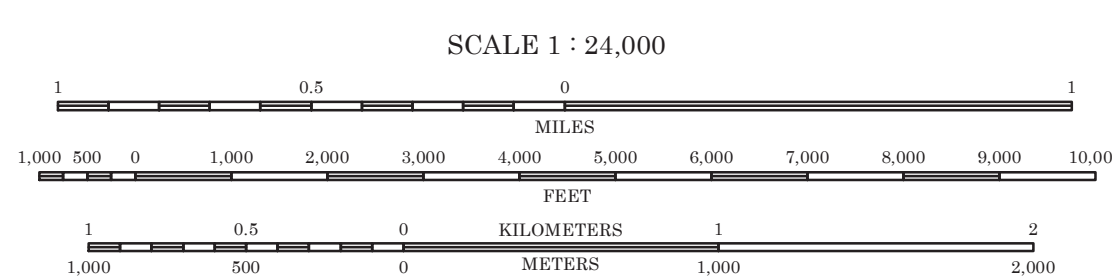 SCALE 1 : 24,000
1 0.5 0 1
MILES
1,000 500 0 1,000 2,000 3,000 4,000 5,000 6,000 7,000 8,000 9,000 10,00
FEET
1 0.5 0 KILOMETERS 1 2
1,000 500 0 METERS 1,000 2,000